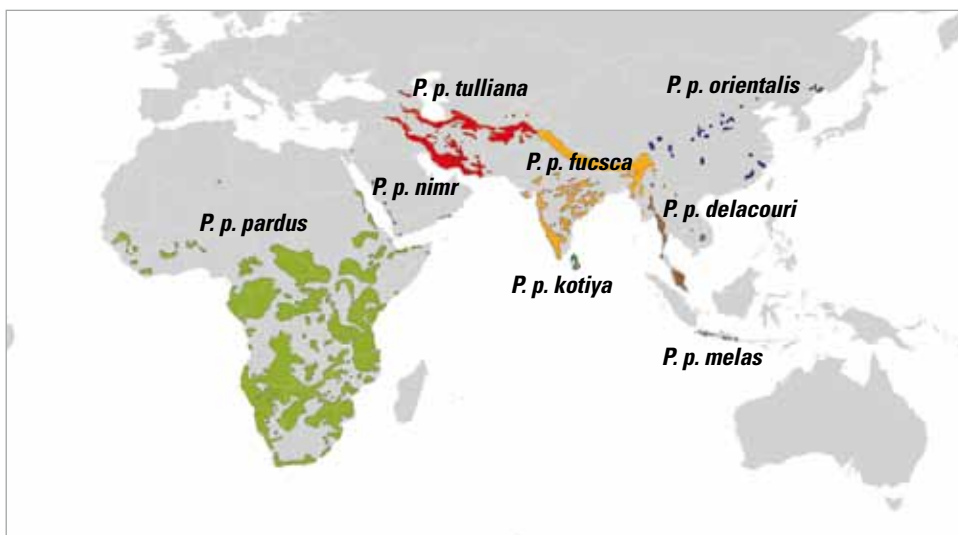 P. p. tulliana
P. p. orientalis
P. p. fucsca
P. p. nimr
P. p. delacouri
P. p. pardus
P. p. kotiya
P. p. melas